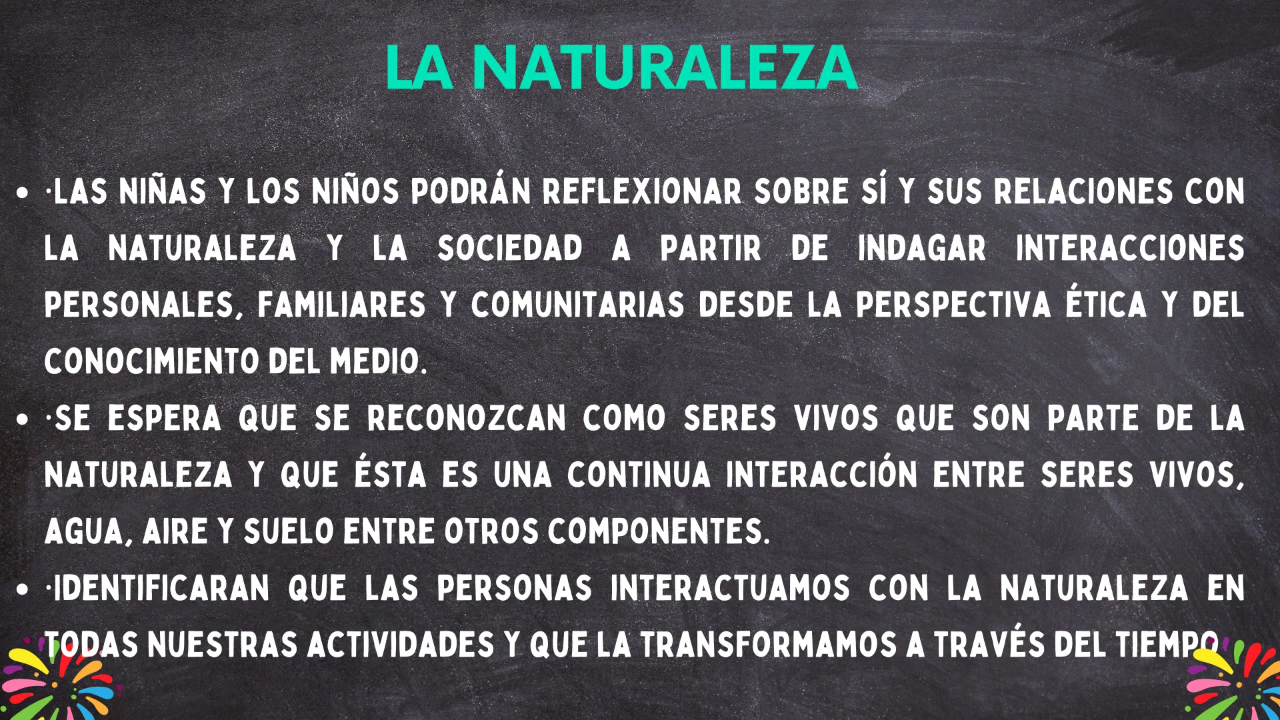 LA NATURALEZA
• ·LAS NIÑAS Y LOS NIÑOS PODRÁN REFLEXIONAR SOBRE SÍ Y SUS RELACIONES CON
LA NATURALEZA Y LA SOCIEDAD A PARTIR DE INDAGAR INTERACCIONES
PERSONALES, FAMILIARES Y COMUNITARIAS DESDE LA PERSPECTIVA ÉTICA Y DEL
CONOCIMIENTO DEL MEDIO.
• ·SE ESPERA QUE SE RECONOZCAN COMO SERES VIVOS QUE SON PARTE DE LA
NATURALEZA Y QUE ÉSTA ES UNA CONTINUA INTERACCIÓN ENTRE SERES VIVOS,
AGUA, AIRE Y SUELO ENTRE OTROS COMPONENTES.
• ·IDENTIFICARAN QUE LAS PERSONAS INTERACTUAMOS CON LA NATURALEZA EN
TODAS NUESTRAS ACTIVIDADES Y QUE LA TRANSFORMAMOS A TRAVÉS DEL TIEMPO